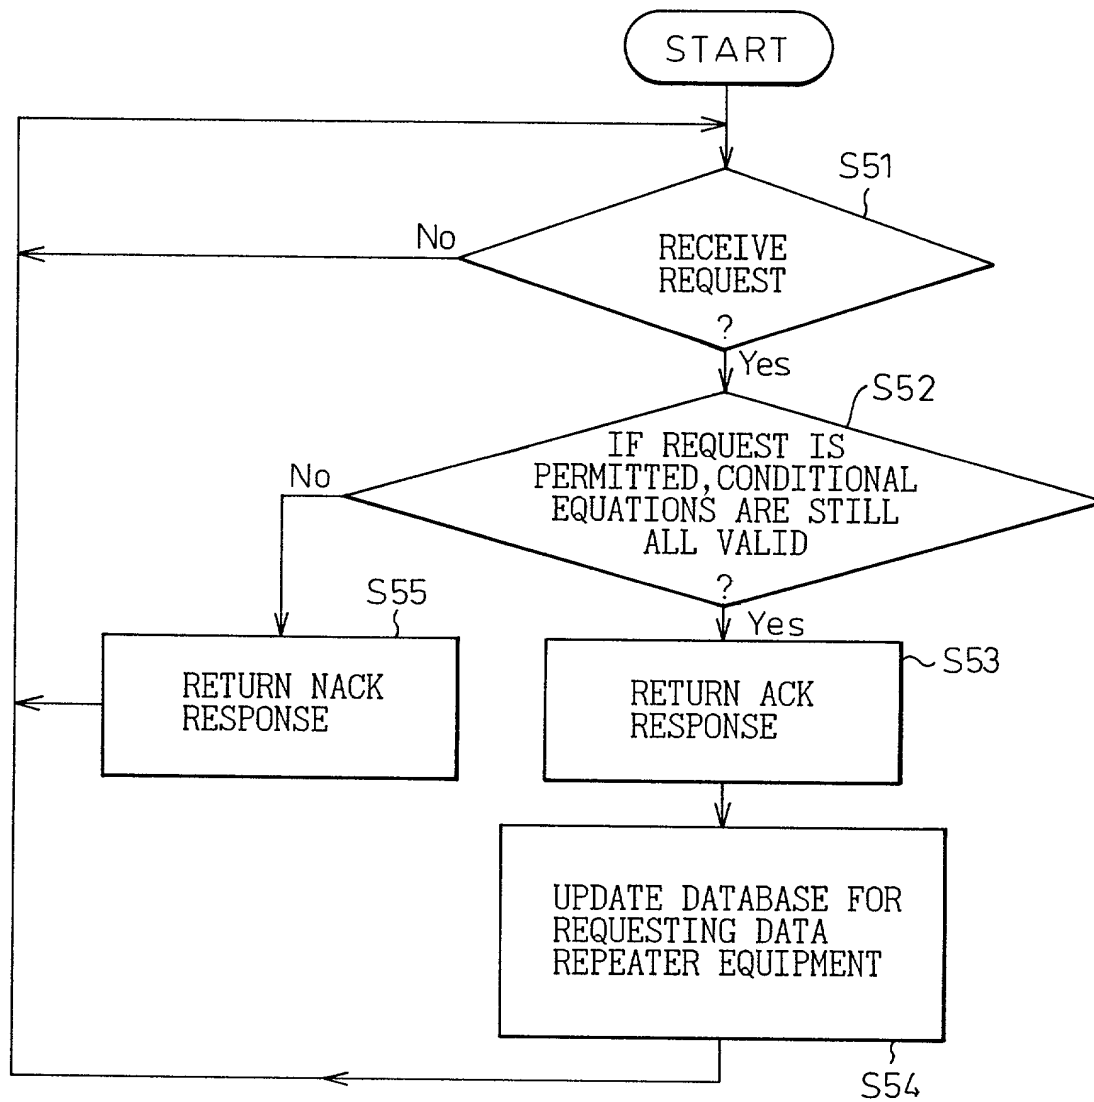 START
S51
No
RECEIVE
REQUEST
?
Yes
S52
No
IF REQUEST IS
PERMITTED, CONDITIONAL
EQUATIONS ARE STILL
ALL VALID
?
Yes
S55
RETURN NACK
RESPONSE
S53
RETURN ACK
RESPONSE
UPDATE DATABASE FOR
REQUESTING DATA
REPEATER EQUIPMENT
S54